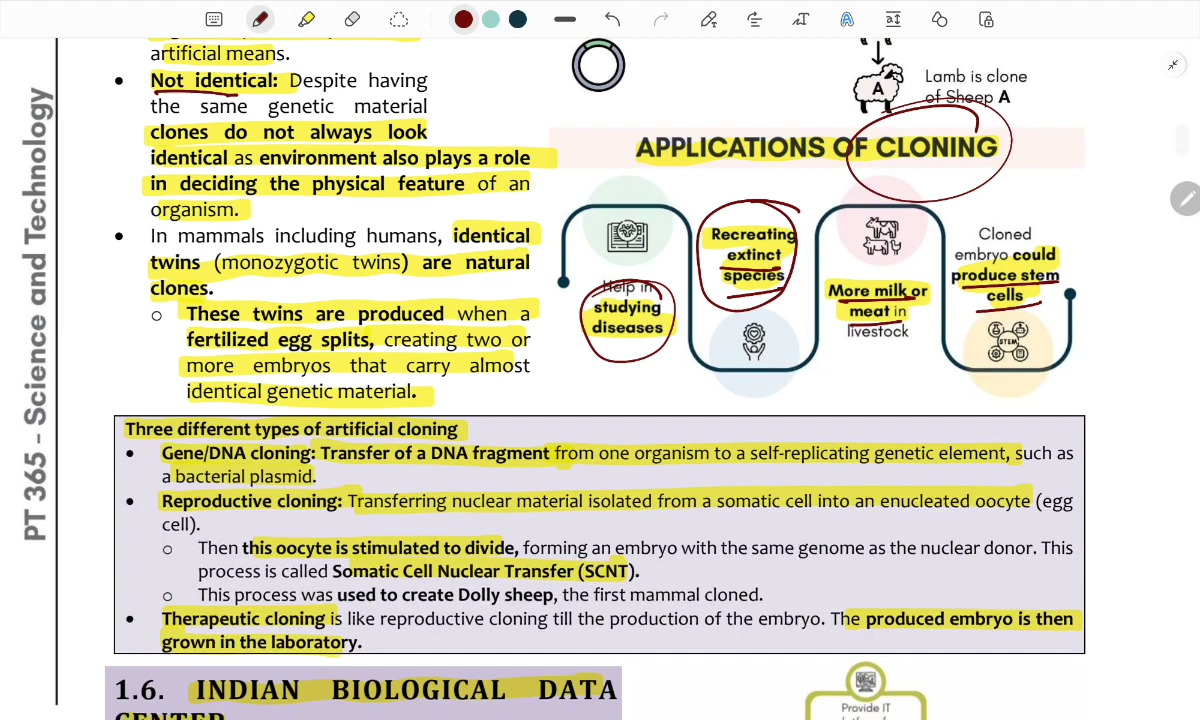 artificial means.
• Not identical: Despite having
the same genetic material
clones do not always look
identical as environment also plays a role
in deciding the physical feature of an
organism.
• In mammals including humans, identical
twins (monozygotic twins) are natural
clones.
o These twins are produced when a
fertilized egg splits, creating two or
more embryos that carry almost
identical genetic material.
PT 365 - Science and Technology
A
Lamb is clone
of Sheep A
APPLICATIONS OF CLONING
Help in
studying
diseases
Recreating
extinct
species
More milk or
meat in
livestock
Cloned
embryo could
produce stem
cells
STEM
Three different types of artificial cloning
• Gene/DNA cloning: Transfer of a DNA fragment from one organism to a self-replicating genetic element, such as
a bacterial plasmid.
• Reproductive cloning: Transferring nuclear material isolated from a somatic cell into an enucleated oocyte (egg
cell).
o Then this oocyte is stimulated to divide, forming an embryo with the same genome as the nuclear donor. This
process is called Somatic Cell Nuclear Transfer (SCNT).
o This process was used to create Dolly sheep, the first mammal cloned.
• Therapeutic cloning is like reproductive cloning till the production of the embryo. The produced embryo is then
grown in the laboratory.
1.6. INDIAN BIOLOGICAL DATA
CENTER
Provide IT